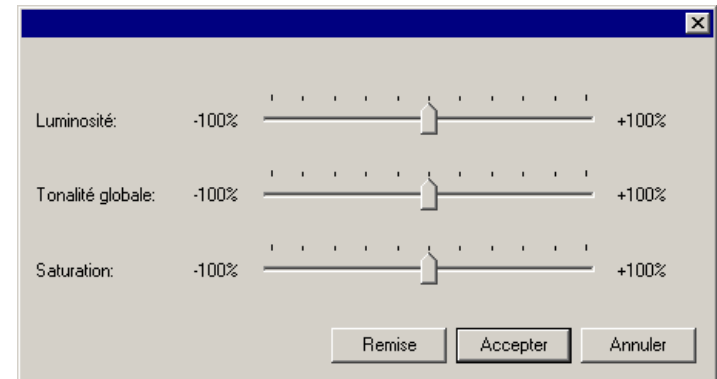 Luminosité: -100% +100%
Tonalité globale: -100% +100%
Saturation: -100% +100%
Remise Accepter Annuler